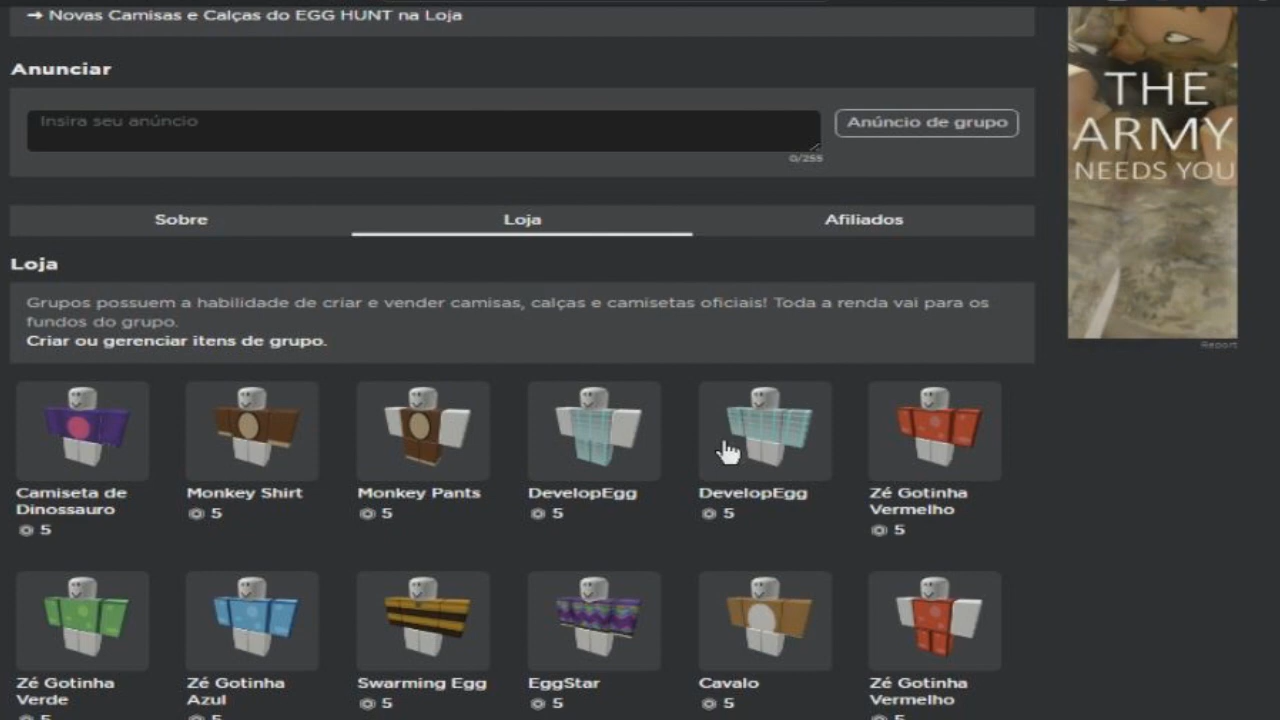 → Novas Camisas e Calças do EGG HUNT na Loja
Anunciar
Insira seu anúncio
Anúncio de grupo
0/255
THE
ARMY
NEEDS YOU
Report
Sobre
Loja
Afiliados
Loja
Grupos possuem a habilidade de criar e vender camisas, calças e camisetas oficiais! Toda a renda vai para os
fundos do grupo.
Criar ou gerenciar itens de grupo.
Camiseta de
Dinossauro
5
Monkey Shirt
5
Monkey Pants
5
DevelopEgg
5
DevelopEgg
5
Zé Gotinha
Vermelho
5
Zé Gotinha
Verde
5
Zé Gotinha
Azul
5
Swarming Egg
5
EggStar
5
Cavalo
5
Zé Gotinha
Vermelho
5